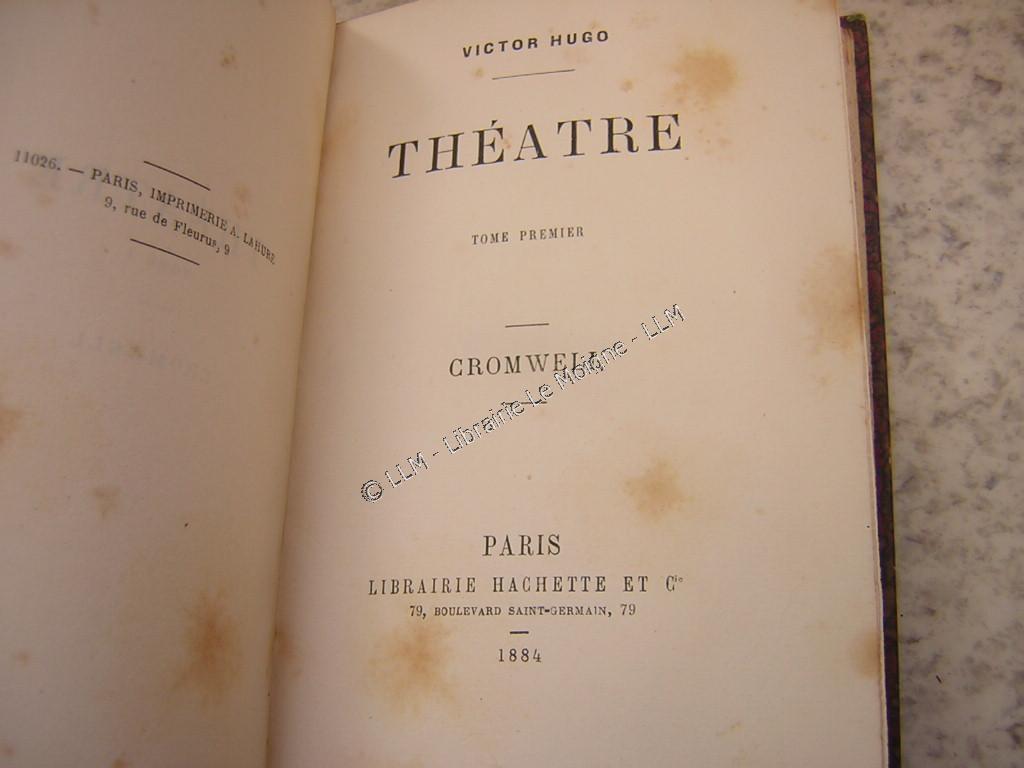 11026. — PARIS, IMPRIMERIE A. LAHURE
9, rue de Fleurus, 9
VICTOR HUGO
THÉATRE
TOME PREMIER
CROMWELL
© LLM - Librairie Le Moigne - LLM
PARIS
LIBRAIRIE HACHETTE ET Cie
79, BOULEVARD SAINT-GERMAIN, 79
1884